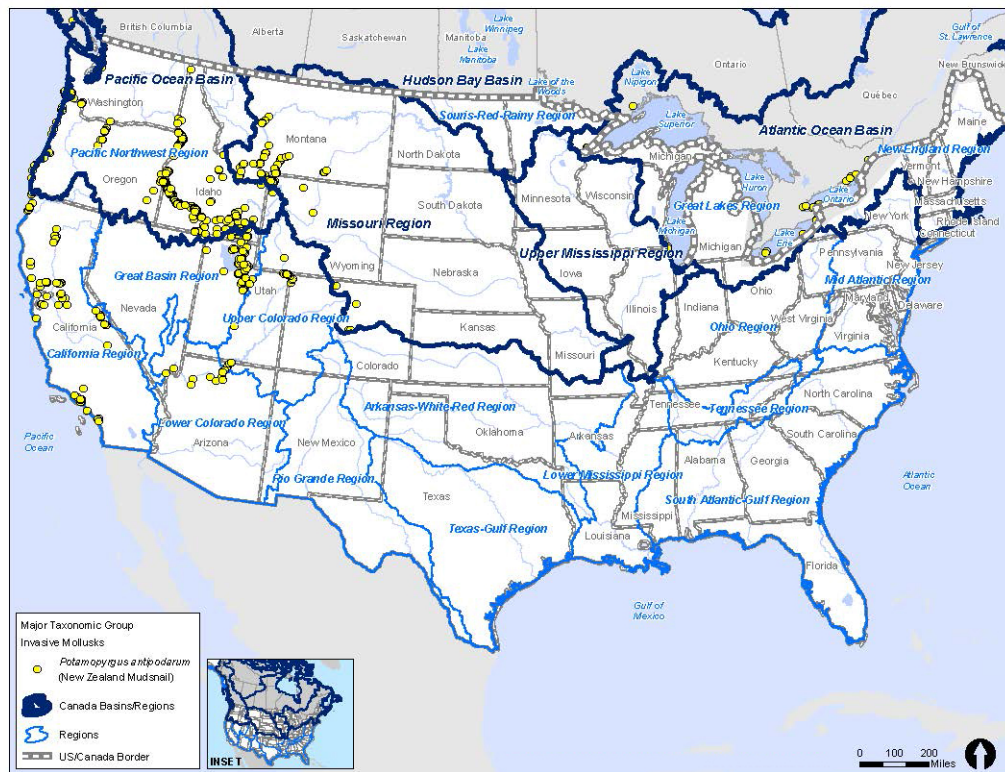 British Columbia
Alberta
Saskatchewan
Manitoba
Lake
Winnipeg
Lake
Manitoba
Ontario
Lake
Nipigon
Québec
Gulf of
St. Lawrence
New Brunswick
Pacific Ocean Basin
Hudson Bay Basin
Lake of the
Woods
Souris-Red-Rainy Region
Lake
Superior
Atlantic Ocean Basin
Washington
Montana
North Dakota
Minnesota
Michigan
Maine
New England Region
Vermont
New Hampshire
Massachusetts
Rhode Island
Connecticut
Pacific Northwest Region
Oregon
Idaho
South Dakota
Wisconsin
Lake
Huron
Lake
Ontario
Great Lakes Region
Lake
Michigan
Michigan
Lake
Erie
New York
Missouri Region
Upper Mississippi Region
Wyoming
Great Basin Region
Nebraska
Iowa
Pennsylvania
New Jersey
Mid Atlantic Region
Maryland
Delaware
Nevada
Utah
Illinois
Indiana
Ohio
Ohio Region
West Virginia
Virginia
California
California Region
Upper Colorado Region
Colorado
Kansas
Missouri
Kentucky
Lower Colorado Region
Arizona
New Mexico
Arkansas-White-Red Region
Oklahoma
Arkansas
Tennessee
Tennessee Region
North Carolina
South Carolina
Pacific
Ocean
Rio Grande Region
Texas
Texas-Gulf Region
Lower Mississippi Region
Mississippi
Alabama
Georgia
South Atlantic-Gulf Region
Louisiana
Florida
Atlantic
Ocean
Gulf of
Mexico
Major Taxonomic Group
Invasive Mollusks
Potamopyrgus antipodarum
(New Zealand Mudsnail)
Canada Basins/Regions
Regions
US/Canada Border
INSET
0 100 200
Miles